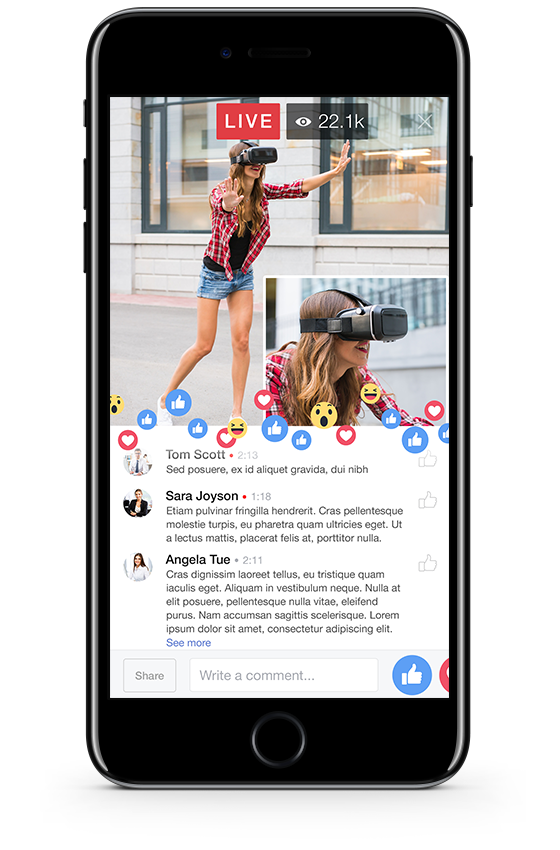 LIVE 22.1k
Tom Scott • 2:13
Sed posuere, ex id aliquet gravida, dui nibh
Sara Joyson • 1:18
Etiam pulvinar fringilla hendrerit. Cras pellentesque
molestie turpis, eu pharetra quam ultricies eget. Ut
a lectus mattis, placerat felis at, porttitor nulla.
Angela Tue • 2:11
Cras dignissim laoreet tellus, eu tristique quam
iaculis eget. Aliquam in vestibulum neque. Nulla at
elit posuere, pellentesque nulla vitae, eleifend
purus. Nam accumsan sagittis scelerisque. Lorem
ipsum dolor sit amet, consectetur adipiscing elit.
See more
Share Write a comment...